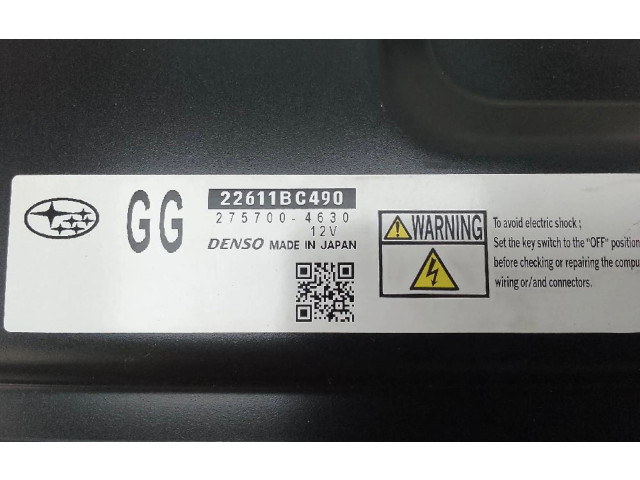 GG
22611BC490
275700-4630
12V
DENSO MADE IN JAPAN
WARNING
To avoid electric shock ;
Set the key switch to the "OFF" position
before checking or repairing the compu
wiring or/and connectors.